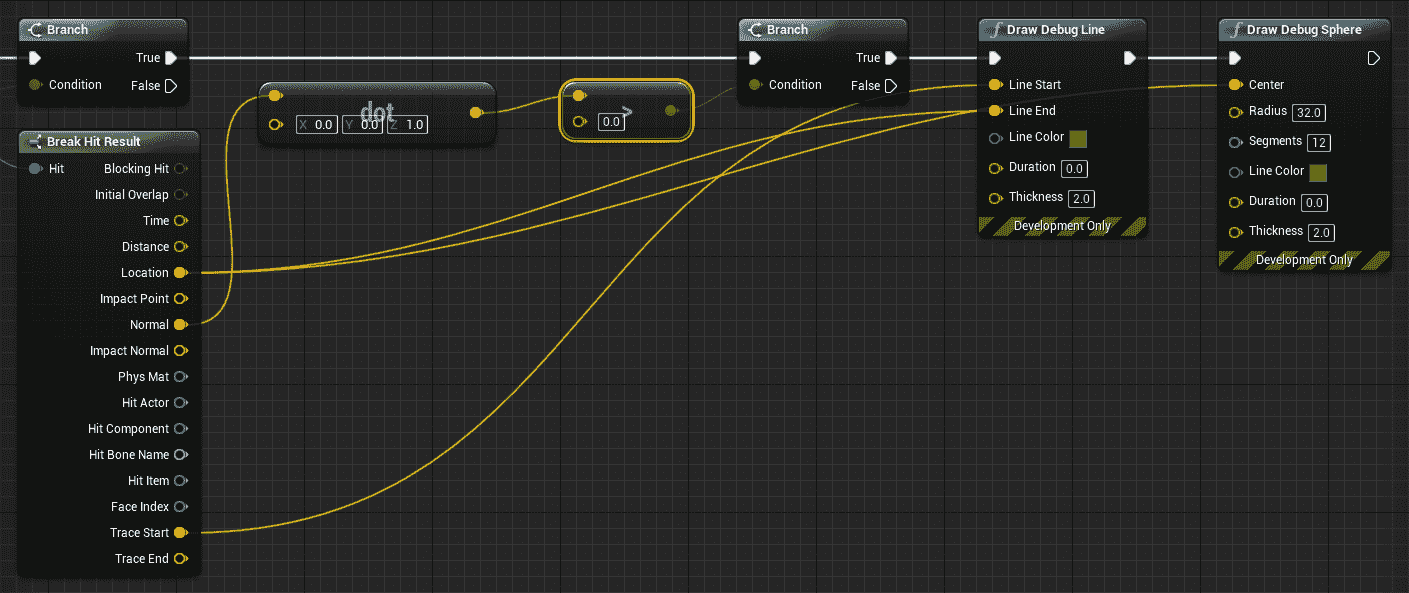 Branch
True
Condition
False
Break Hit Result
Hit
Blocking Hit
Initial Overlap
Time
Distance
Location
Impact Point
Normal
Impact Normal
Phys Mat
Hit Actor
Hit Component
Hit Bone Name
Hit Item
Face Index
Trace Start
Trace End
dot
X 0.0 Y 0.0 Z 1.0
>
0.0
Branch
True
Condition
False
f Draw Debug Line
Line Start
Line End
Line Color
Duration 0.0
Thickness 2.0
Development Only
f Draw Debug Sphere
Center
Radius 32.0
Segments 12
Line Color
Duration 0.0
Thickness 2.0
Development Only